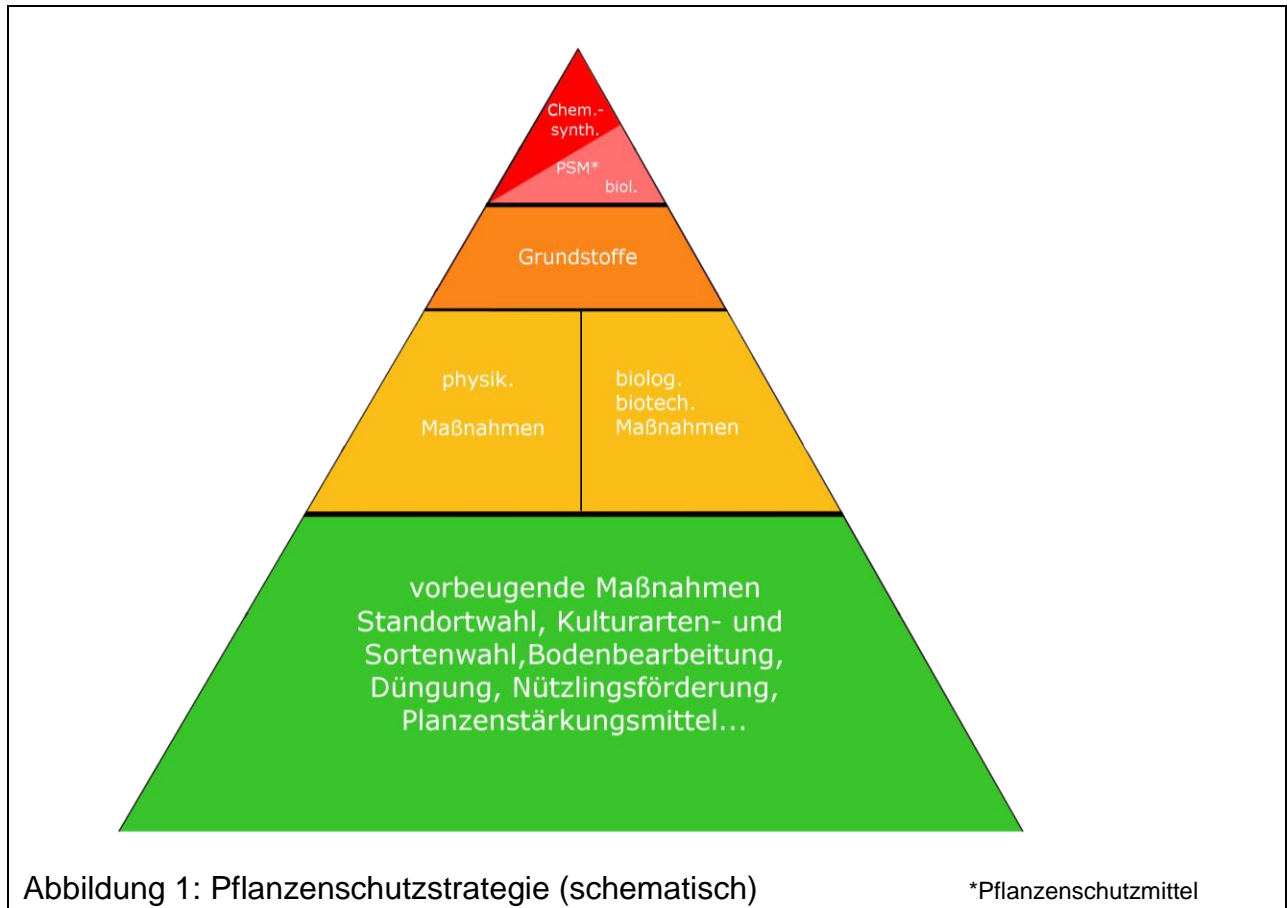 Chem.-
synth.
PSM*
biol.
Grundstoffe
physik.
Maßnahmen
biolog.
biotech.
Maßnahmen
vorbeugende Maßnahmen
Standortwahl, Kulturarten- und
Sortenwahl,Bodenbearbeitung,
Düngung, Nützlingsförderung,
Planzenstärkungsmittel...
Abbildung 1: Pflanzenschutzstrategie (schematisch) *Pflanzenschutzmittel